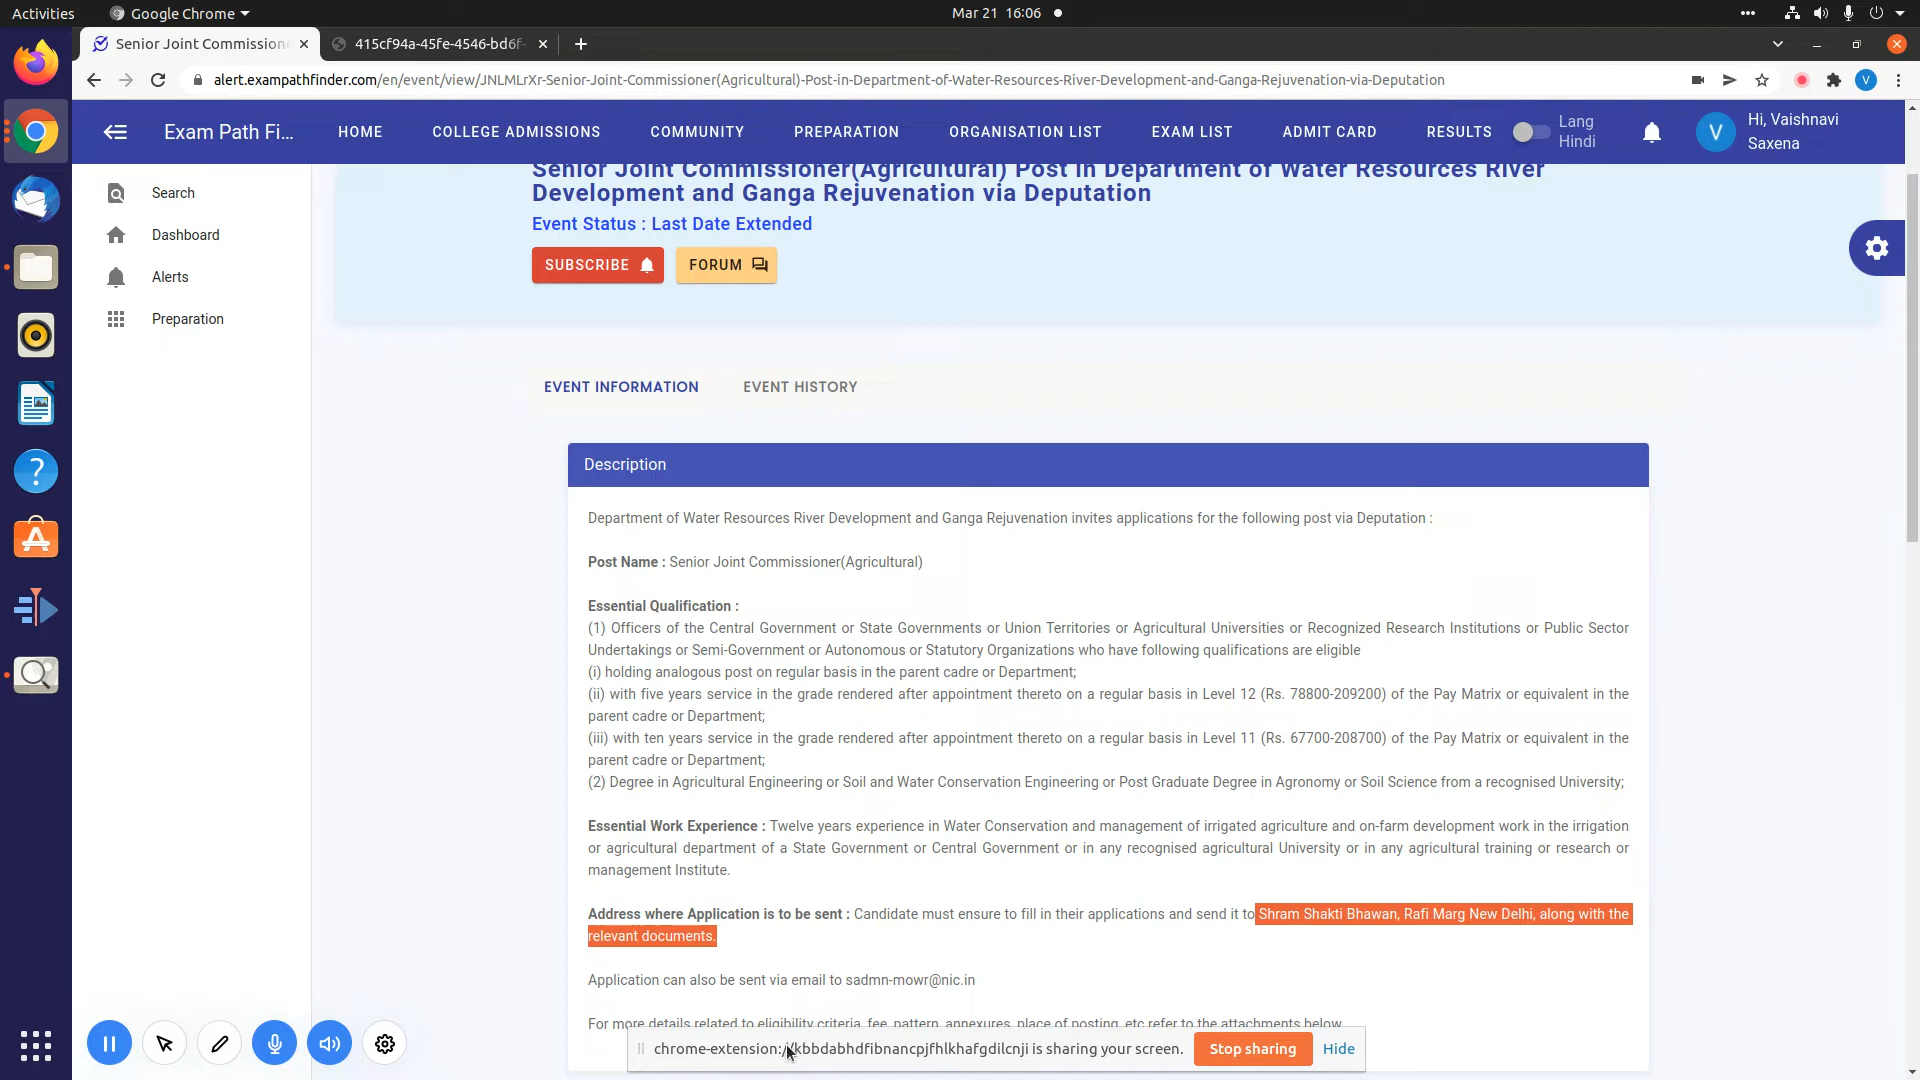 Activities
Google Chrome
Mar 21 16:06
Senior Joint Commissione
415cf94a-45fe-4546-bd6f-
alert.exampathfinder.com/en/event/view/JNLMLrXr-Senior-Joint-Commissioner(Agricultural)-Post-in-Department-of-Water-Resources-River-Development-and-Ganga-Rejuvenation-via-Deputation
V
Exam Path Fi...
HOME
COLLEGE ADMISSIONS
COMMUNITY
PREPARATION
ORGANISATION LIST
EXAM LIST
ADMIT CARD
RESULTS
Lang
Hindi
V
Hi, Vaishnavi
Saxena
Search
Dashboard
Alerts
Preparation
Senior Joint Commissioner(Agricultural) Post in Department of Water Resources River
Development and Ganga Rejuvenation via Deputation
Event Status : Last Date Extended
SUBSCRIBE
FORUM
EVENT INFORMATION
EVENT HISTORY
Description
Department of Water Resources River Development and Ganga Rejuvenation invites applications for the following post via Deputation :
Post Name : Senior Joint Commissioner(Agricultural)
Essential Qualification :
(1) Officers of the Central Government or State Governments or Union Territories or Agricultural Universities or Recognized Research Institutions or Public Sector
Undertakings or Semi-Government or Autonomous or Statutory Organizations who have following qualifications are eligible
(i) holding analogous post on regular basis in the parent cadre or Department;
(ii) with five years service in the grade rendered after appointment thereto on a regular basis in Level 12 (Rs. 78800-209200) of the Pay Matrix or equivalent in the
parent cadre or Department;
(iii) with ten years service in the grade rendered after appointment thereto on a regular basis in Level 11 (Rs. 67700-208700) of the Pay Matrix or equivalent in the
parent cadre or Department;
(2) Degree in Agricultural Engineering or Soil and Water Conservation Engineering or Post Graduate Degree in Agronomy or Soil Science from a recognised University;
Essential Work Experience : Twelve years experience in Water Conservation and management of irrigated agriculture and on-farm development work in the irrigation
or agricultural department of a State Government or Central Government or in any recognised agricultural University or in any agricultural training or research or
management Institute.
Address where Application is to be sent : Candidate must ensure to fill in their applications and send it to Shram Shakti Bhawan, Rafi Marg New Delhi, along with the
relevant documents.
Application can also be sent via email to sadmn-mowr@nic.in
For more details related to eligibility criteria, fee, pattern, annexures, place of posting, etc refer to the attachments below
chrome-extension://kbbdabhdfibnancpjfhlkhafgdilcnji is sharing your screen.
Stop sharing
Hide